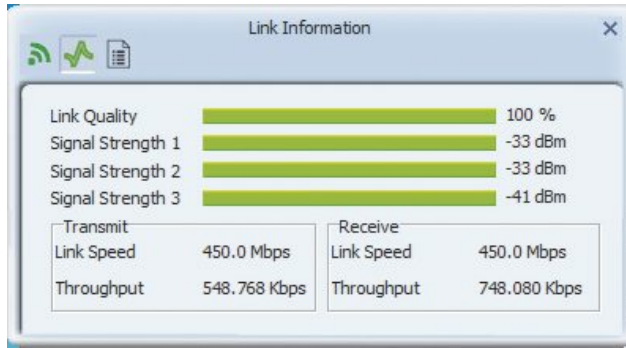 Link Information
Link Quality 100 %
Signal Strength 1 -33 dBm
Signal Strength 2 -33 dBm
Signal Strength 3 -41 dBm
Transmit
Link Speed 450.0 Mbps
Throughput 548.768 Kbps
Receive
Link Speed 450.0 Mbps
Throughput 748.080 Kbps